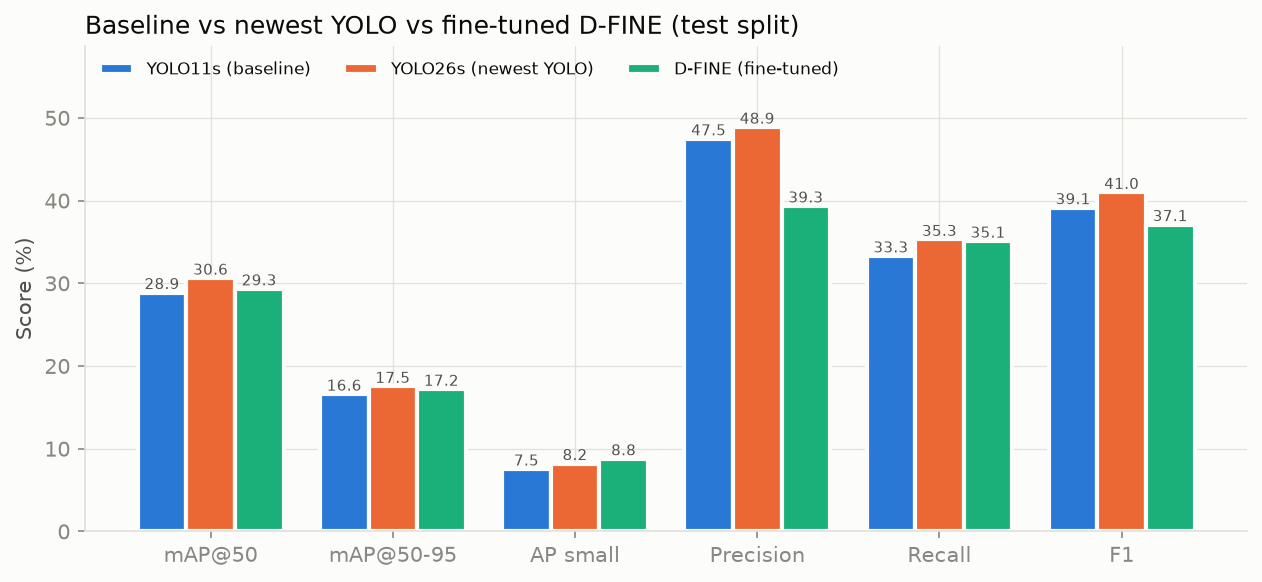 Baseline vs newest YOLO vs fine-tuned D-FINE (test split)
YOLO11s (baseline) YOLO26s (newest YOLO) D-FINE (fine-tuned)
Score (%)
50
40
30
20
10
0
28.9 30.6 29.3
16.6 17.5 17.2
7.5 8.2 8.8
47.5 48.9 39.3
33.3 35.3 35.1
39.1 41.0 37.1
mAP@50 mAP@50-95 AP small Precision Recall F1